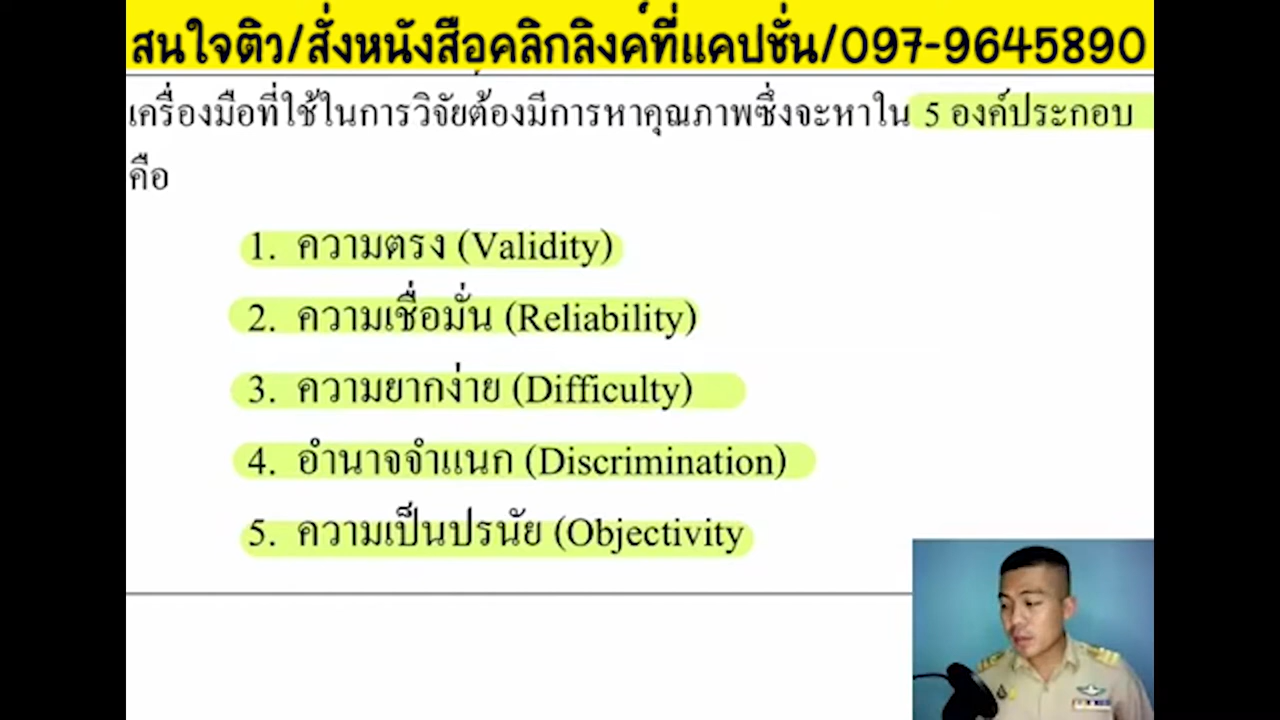 สนใจติว/สั่งหนังสือคลิกลิงค์ที่แคปชั่น/097-9645890
เครื่องมือที่ใช้ในการวิจัยต้องมีการหาคุณภาพซึ่งจะหาใน 5 องค์ประกอบ
คือ
1. ความตรง (Validity)
2. ความเชื่อมั่น (Reliability)
3. ความยากง่าย (Difficulty)
4. อำนาจจำแนก (Discrimination)
5. ความเป็นปรนัย (Objectivity